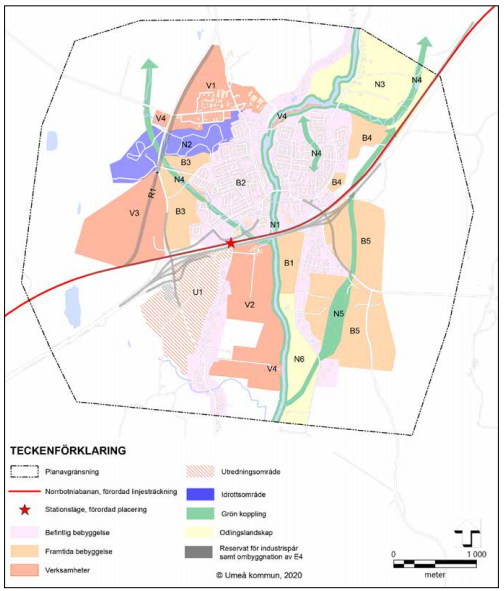 N3
V1
N4
V4
V4
N2
B4
N4
B3
B2
B4
N4
R1
B3
V3
N1
B5
B1
U1
V2
N5
B5
N6
V4
TECKENFÖRKLARING
Planavgränsning
Norrbotniabanan, förordad linjesträckning
Stationsläge, förordad placering
Befintlig bebyggelse
Framtida bebyggelse
Verksamheter
Utredningsområde
Idrottsområde
Grön koppling
Odlingslandskap
Reservat för industrispår
samt ombyggnation av E4
© Umeå kommun, 2020
0 1 000
meter